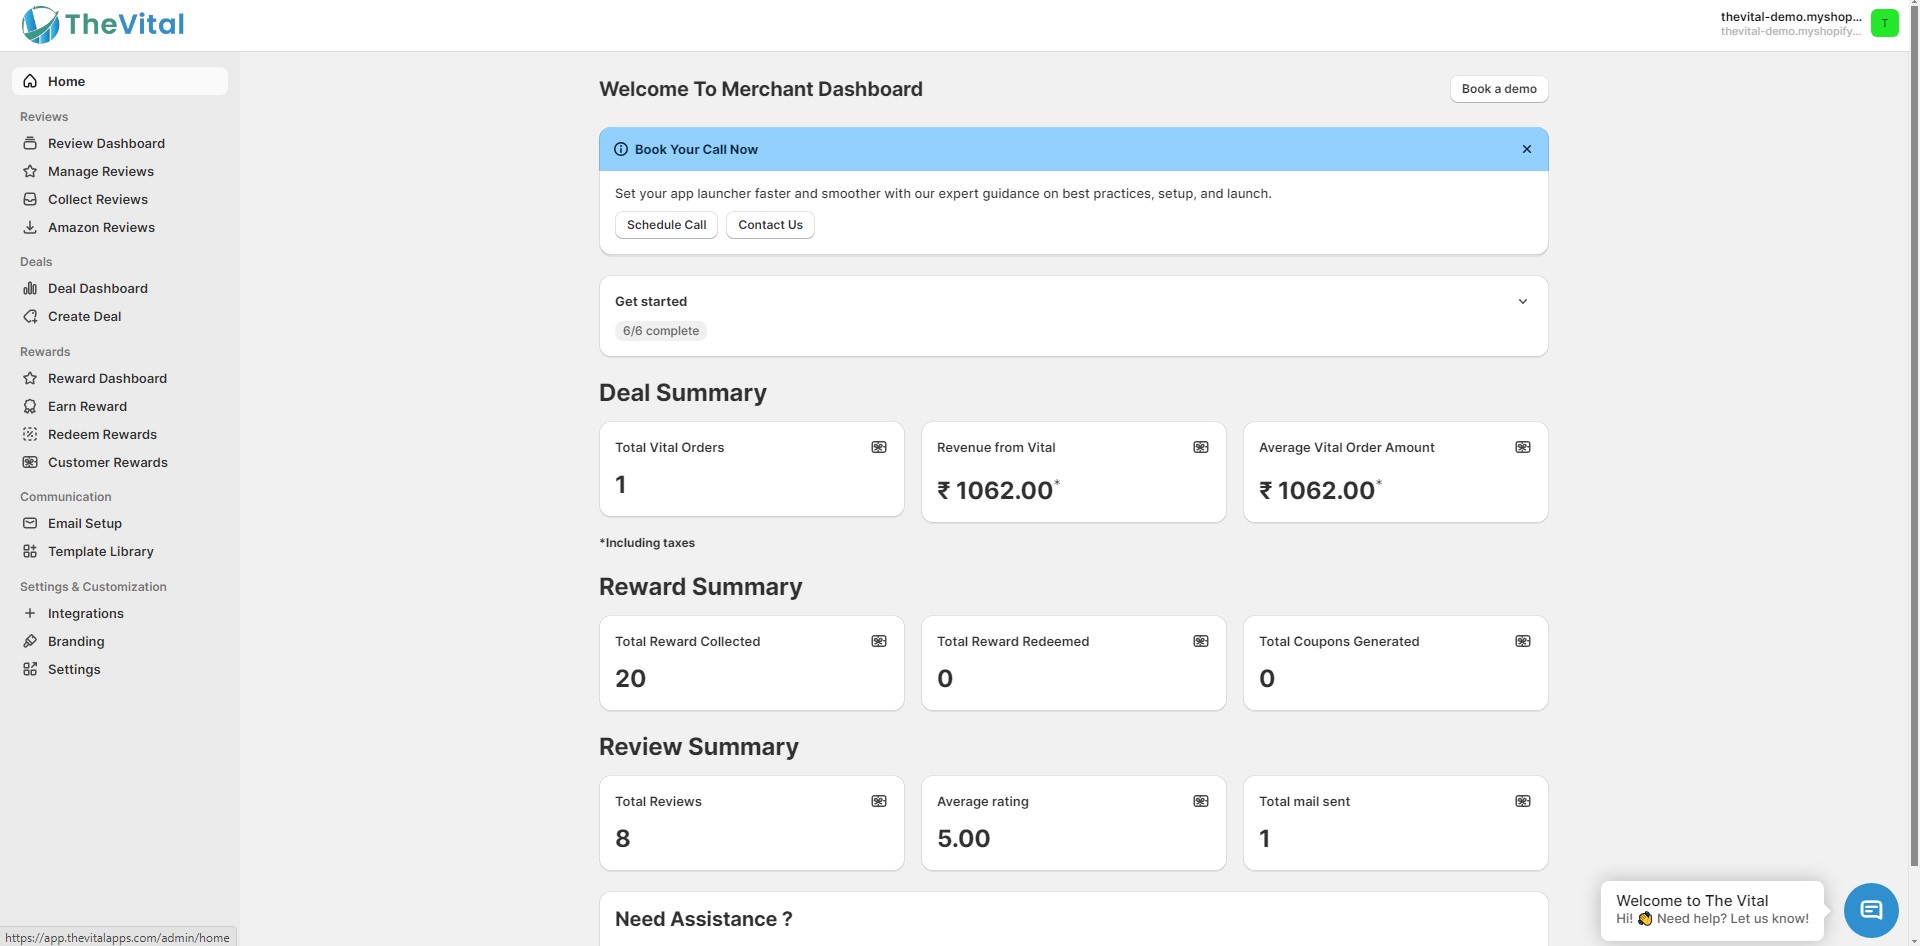 TheVital
thevital-demo.myshop...
thevital-demo.myshopify...
T
Home
Reviews
Review Dashboard
Manage Reviews
Collect Reviews
Amazon Reviews
Deals
Deal Dashboard
Create Deal
Rewards
Reward Dashboard
Earn Reward
Redeem Rewards
Customer Rewards
Communication
Email Setup
Template Library
Settings & Customization
Integrations
Branding
Settings
Welcome To Merchant Dashboard
Book a demo
Book Your Call Now
Set your app launcher faster and smoother with our expert guidance on best practices, setup, and launch.
Schedule Call Contact Us
Get started
6/6 complete
Deal Summary
Total Vital Orders
1
Revenue from Vital
₹ 1062.00*
Average Vital Order Amount
₹ 1062.00*
*Including taxes
Reward Summary
Total Reward Collected
20
Total Reward Redeemed
0
Total Coupons Generated
0
Review Summary
Total Reviews
8
Average rating
5.00
Total mail sent
1
Need Assistance ?
Welcome to The Vital
Hi! 👏 Need help? Let us know!
https://app.thevitalapps.com/admin/home